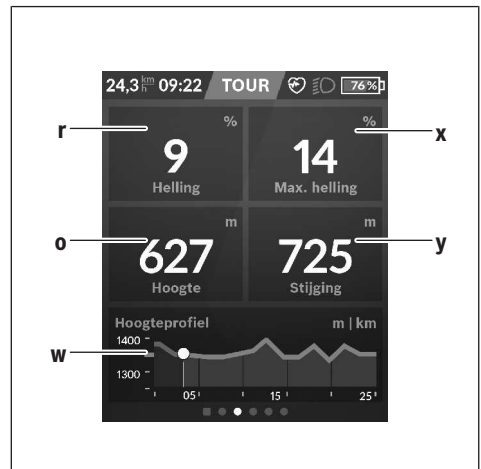 24,3 km/h 09:22 TOUR 76%
r % % x
9 14
Helling Max. helling
o m m y
627 725
Hoogte Stijging
Hoogteprofiel m | km
1400
w
1300
05 15 25